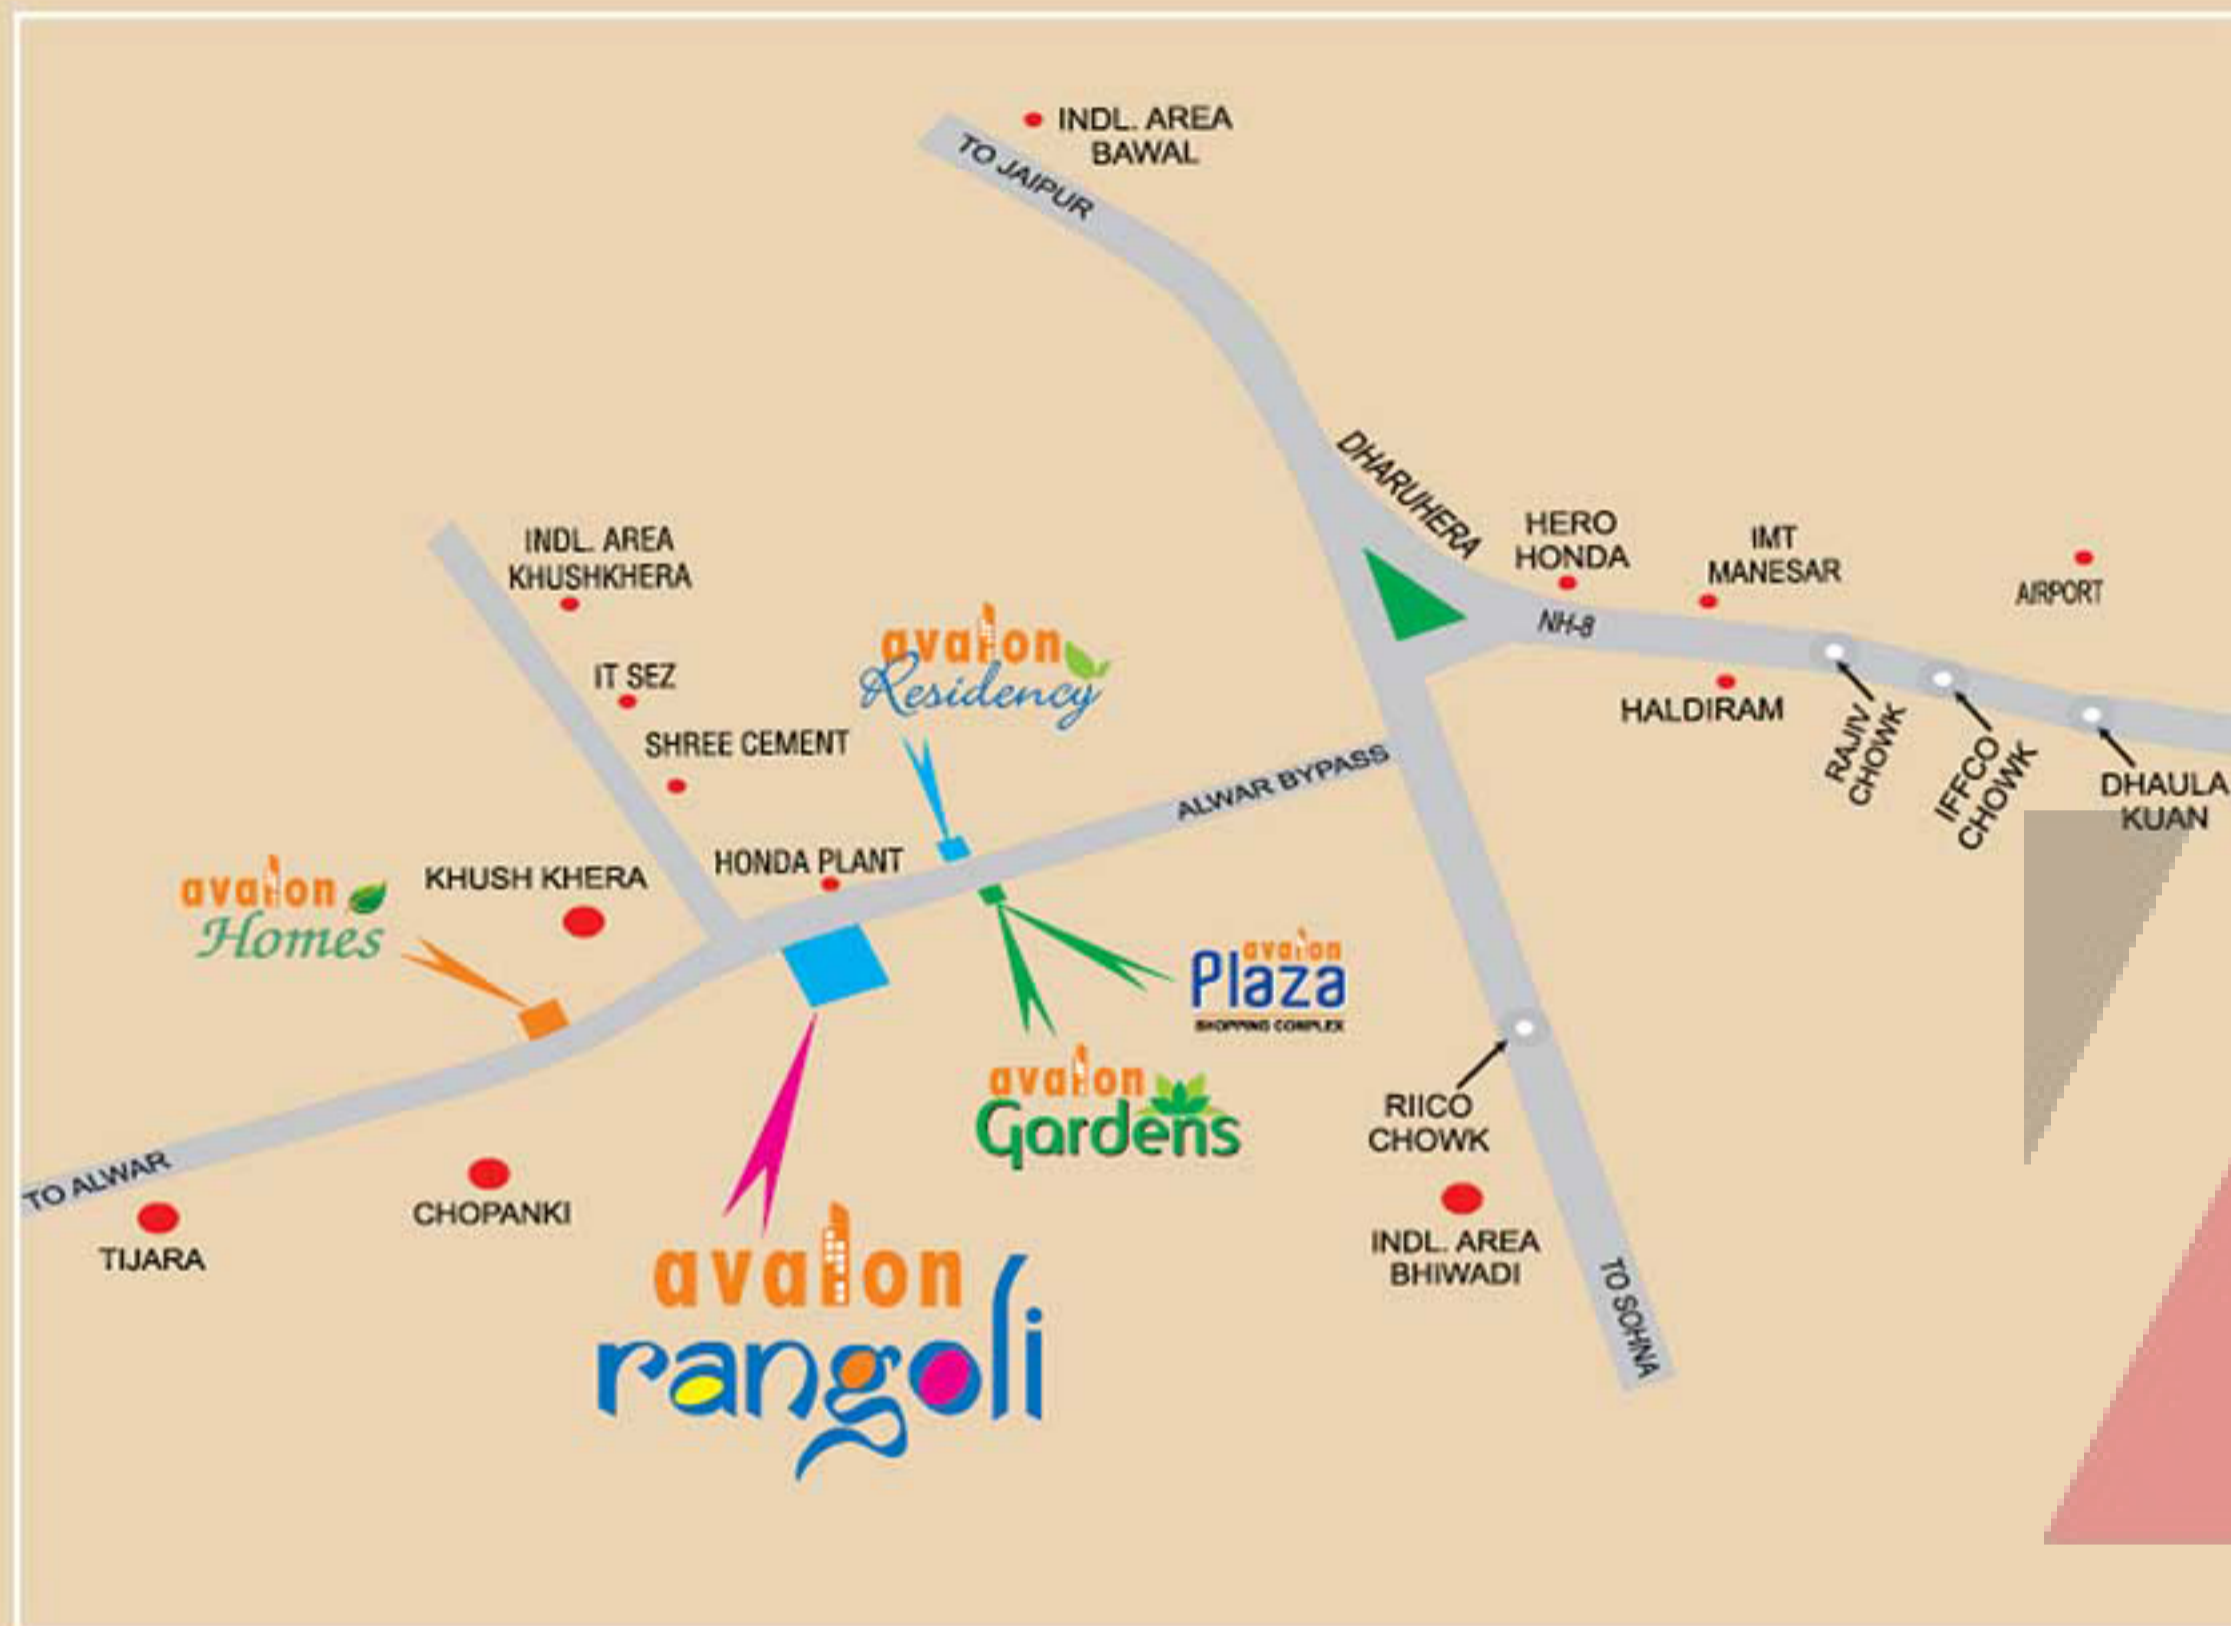 INDL. AREA
BAWAL
TO JAIPUR
DHARUHERA
HERO
HONDA
IMT
MANESAR
AIRPORT
NH-8
HALDIRAM
RAJIV
CHOWK
IFFCO
CHOWK
DHAULA
KUAN
INDL. AREA
KHUSHKHERA
IT SEZ
SHREE CEMENT
avalon
Residency
ALWAR BYPASS
HONDA PLANT
KHUSH KHERA
avalon
Homes
avalon
Plaza
SHOPPING COMPLEX
avalon
Gardens
RIICO
CHOWK
INDL. AREA
BHIWADI
TO SOHNA
TO ALWAR
TIJARA
CHOPANKI
avalon
rangoli